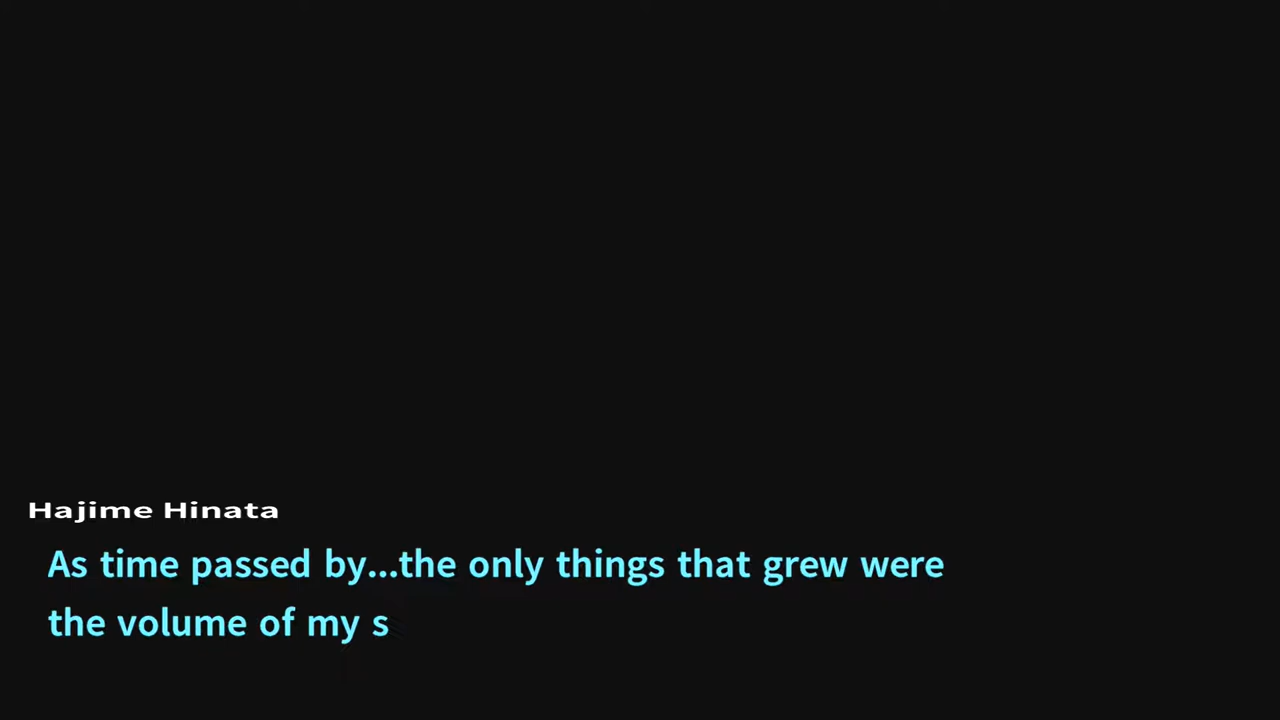 Hajime Hinata
As time passed by...the only things that grew were
the volume of my s